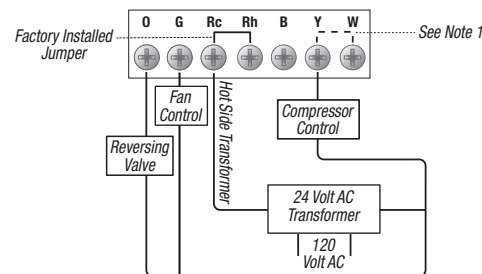 O G Rc Rh B Y W
Factory Installed
Jumper
See Note 1
Fan
Control
Hot Side Transformer
Compressor
Control
Reversing
Valve
24 Volt AC
Transformer
120
Volt AC